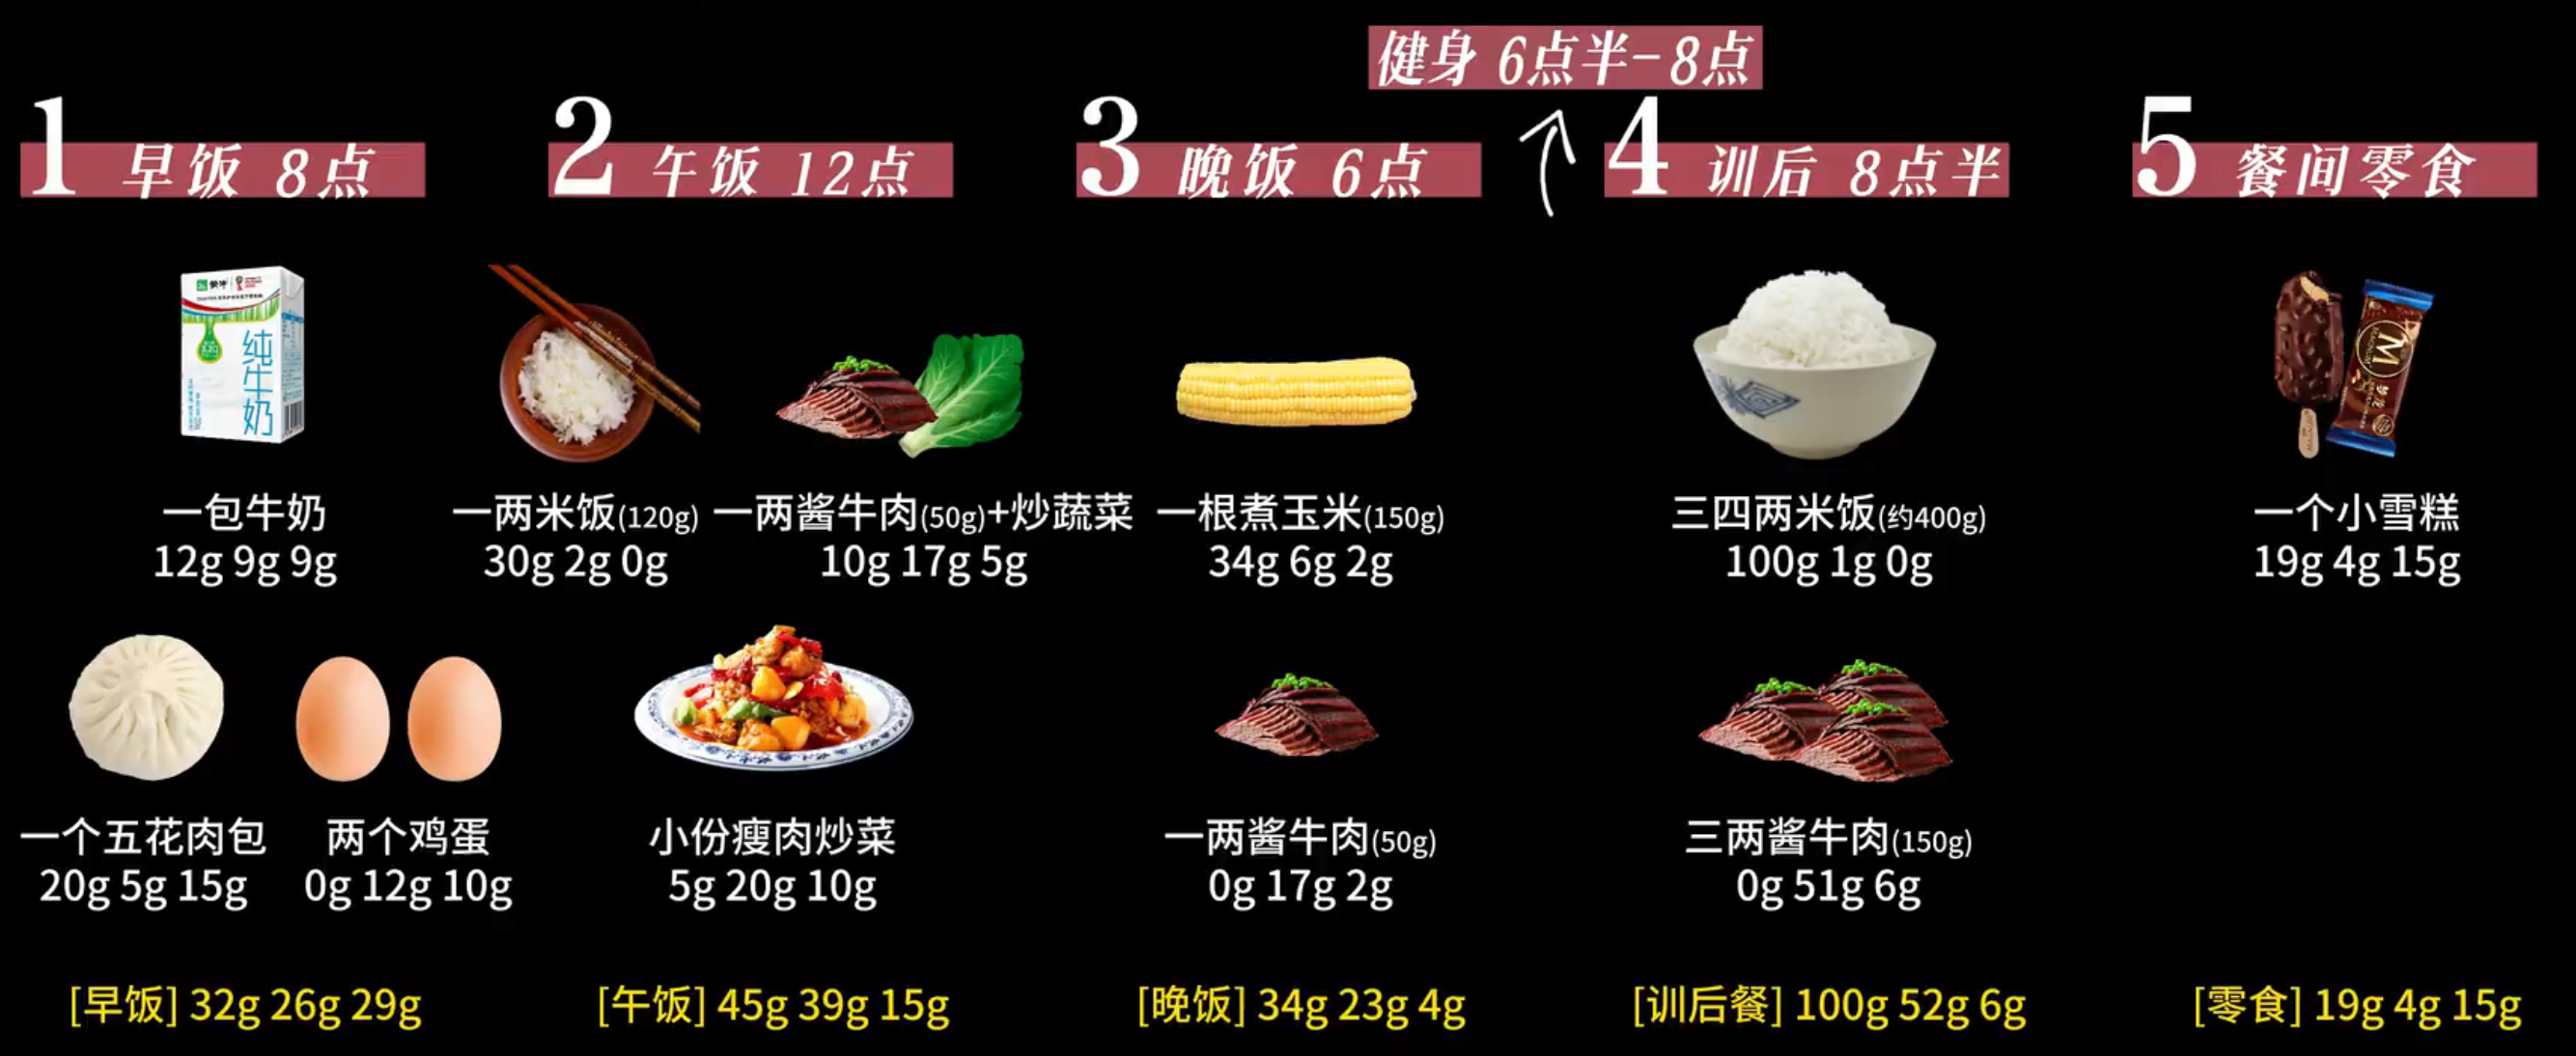 健身 6点半-8点
1 早饭 8点
2 午饭 12点
3 晚饭 6点
4 训后 8点半
5 餐间零食
蒙牛
纯牛奶
一包牛奶
12g 9g 9g
一两米饭(120g)
30g 2g 0g
一两酱牛肉(50g)+炒蔬菜
10g 17g 5g
一根煮玉米(150g)
34g 6g 2g
三四两米饭(约400g)
100g 1g 0g
一个小雪糕
19g 4g 15g
一个五花肉包
20g 5g 15g
两个鸡蛋
0g 12g 10g
小份瘦肉炒菜
5g 20g 10g
一两酱牛肉(50g)
0g 17g 2g
三两酱牛肉(150g)
0g 51g 6g
[早饭] 32g 26g 29g
[午饭] 45g 39g 15g
[晚饭] 34g 23g 4g
[训后餐] 100g 52g 6g
[零食] 19g 4g 15g